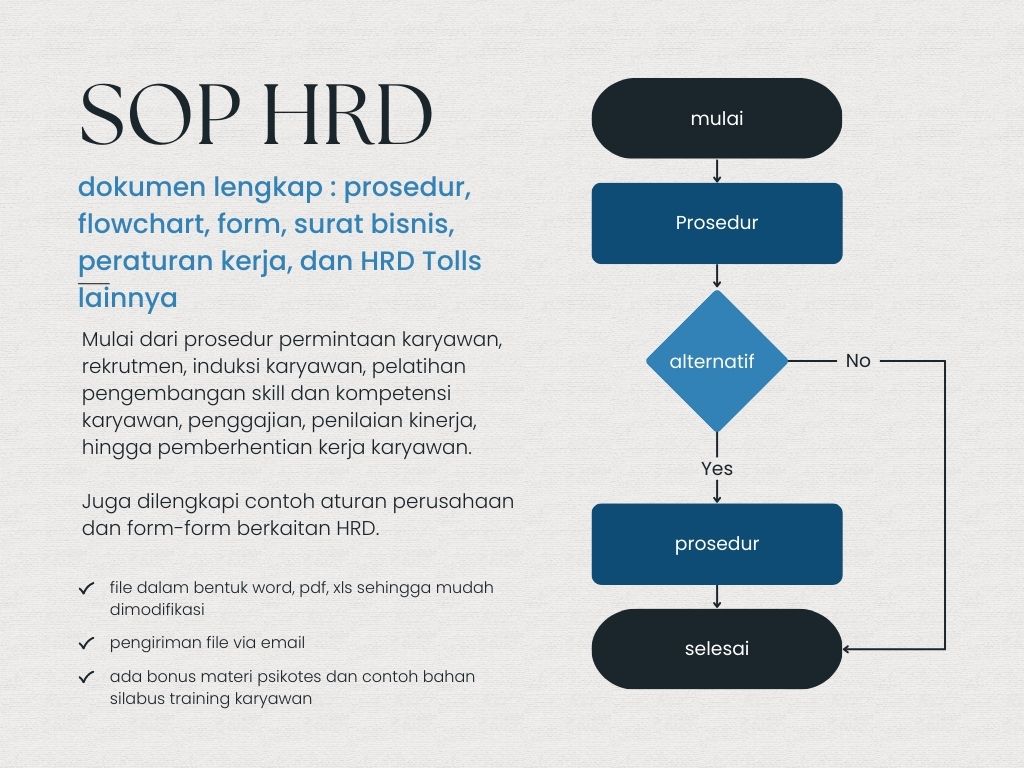 SOP HRD
dokumen lengkap : prosedur,
flowchart, form, surat bisnis,
peraturan kerja, dan HRD Tolls
lainnya
Mulai dari prosedur permintaan karyawan,
rekrutmen, induksi karyawan, pelatihan
pengembangan skill dan kompetensi
karyawan, penggajian, penilaian kinerja,
hingga pemberhentian kerja karyawan.
Juga dilengkapi contoh aturan perusahaan
dan form-form berkaitan HRD.
file dalam bentuk word, pdf, xls sehingga mudah
dimodifikasi
pengiriman file via email
ada bonus materi psikotes dan contoh bahan
silabus training karyawan
mulai
Prosedur
alternatif
No
Yes
prosedur
selesai